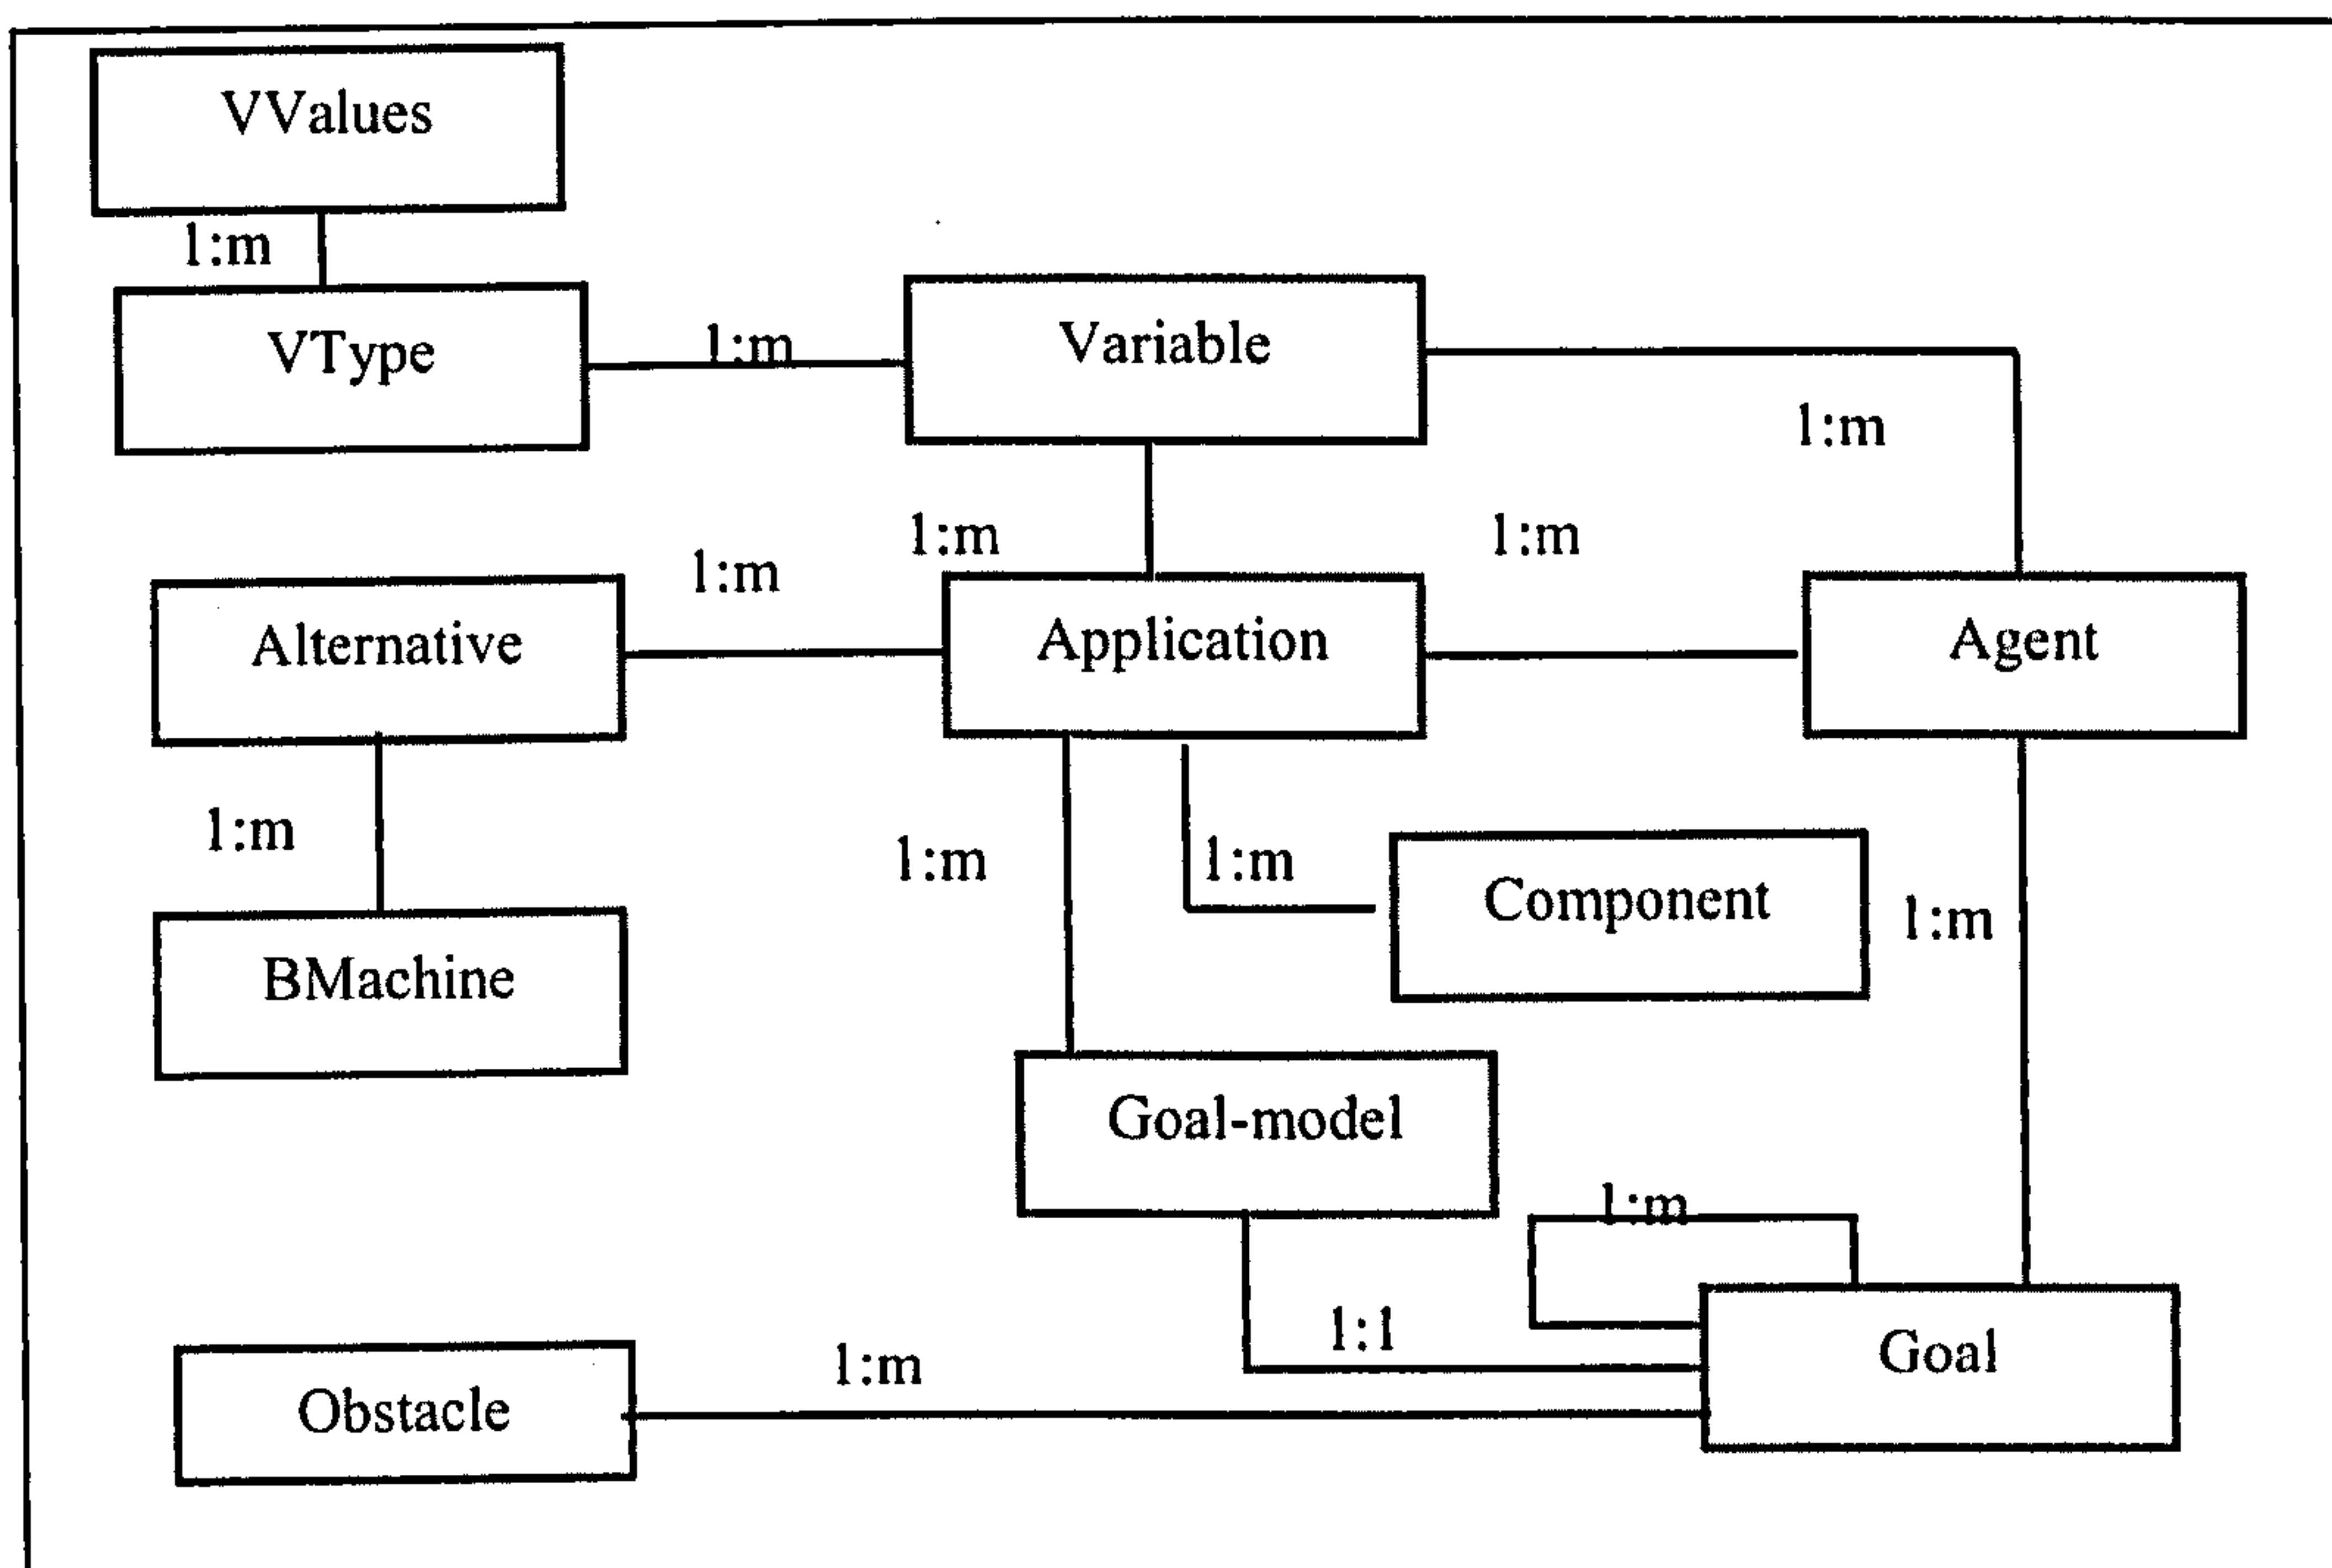 VValues
1:m
VType
1:m
Variable
1:m
1:m
1:m
1:m
Alternative
Application
Agent
1:m
1:m
1:m
Component
1:m
BMachine
Goal-model
1:m
1:1
Goal
1:m
Obstacle